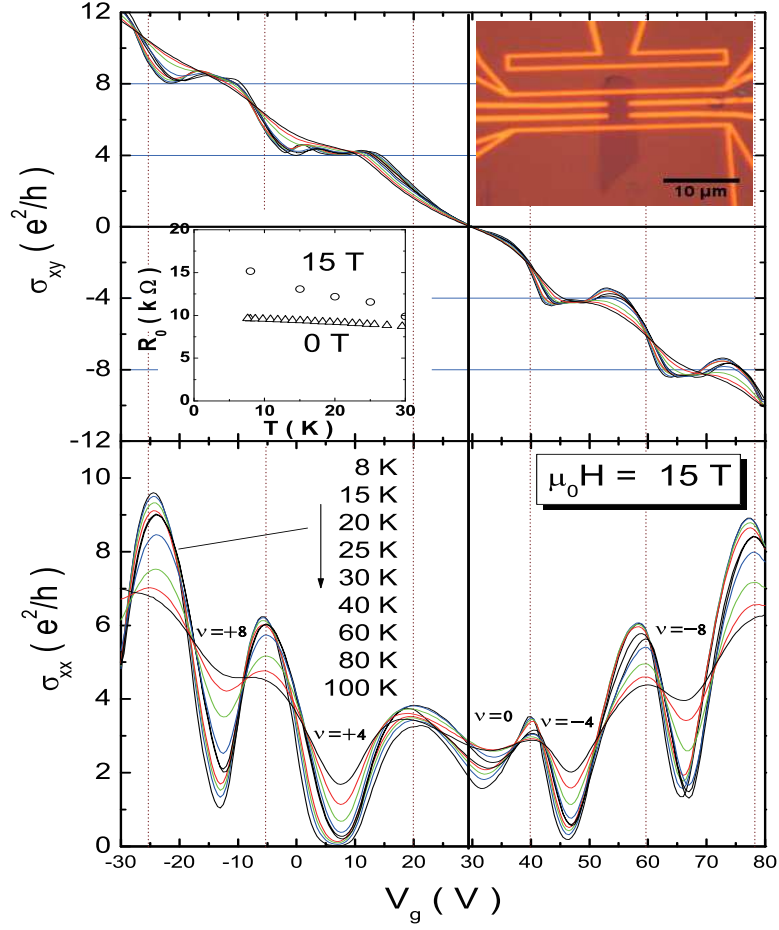 12
8
4
0
-4
-8
-12
σxy ( e²/h)
10 μm
20
15
10
5
0
R0 (k Ω)
15 T
0 T
0 10 20 30
T ( K )
10
8
6
4
2
0
σxx ( e²/h)
8 K
15 K
20 K
25 K
30 K
40 K
60 K
80 K
100 K
μ0H = 15 T
ν=+8
ν=+4
ν=0
ν=−4
ν=−8
-30 -20 -10 0 10 20 30 40 50 60 70 80
Vg ( V )